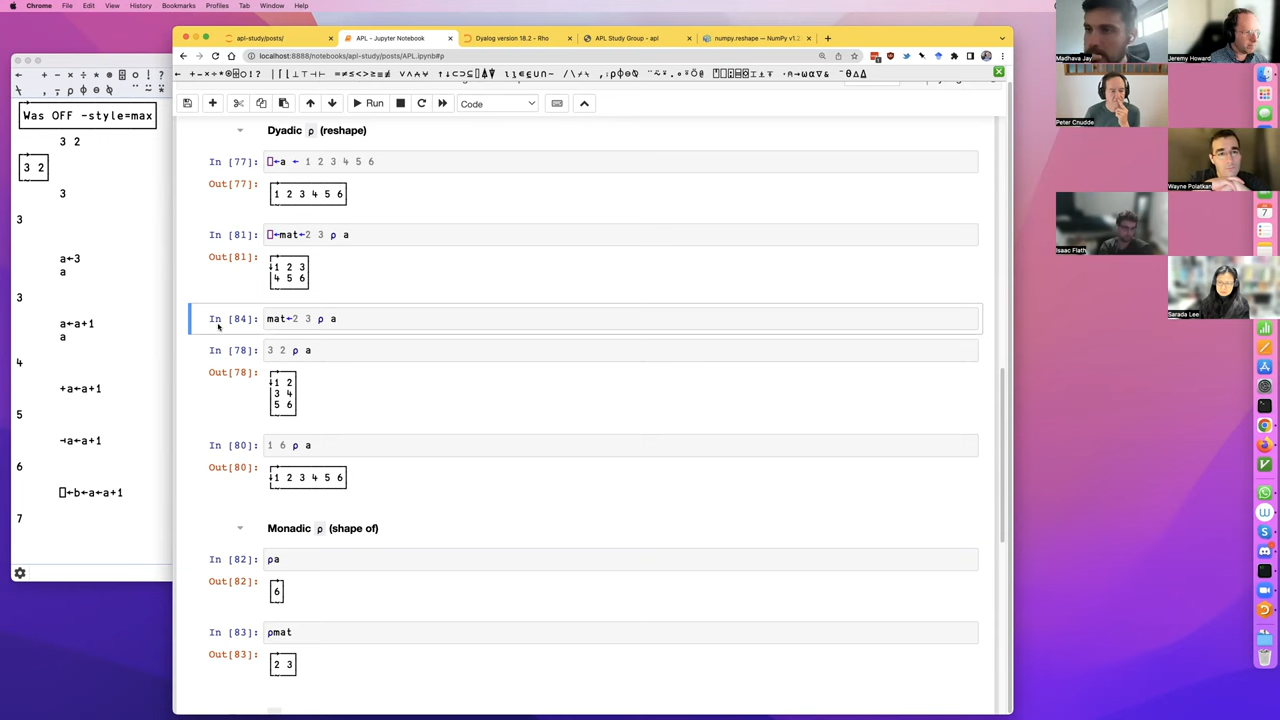 Chrome File Edit View History Bookmarks Profiles Tab Window Help
apl-study/posts/
APL - Jupyter Notebook
Dyalog version 18.2 - Rho
APL Study Group - apl
numpy.reshape — NumPy v1.2
localhost:8888/notebooks/apl-study/posts/APL.ipynb#p
Run
Code
Was OFF -style=max
3 2
3 2
3
3
a←3
a
3
a←a+1
a
4
+a←a+1
5
⊣a←a+1
6
⎕←b←a←a+1
7
Dyadic ⍴ (reshape)
In [77]: ⎕←a ← 1 2 3 4 5 6
Out[77]: 1 2 3 4 5 6
In [81]: ⎕←mat←2 3 ⍴ a
Out[81]: 1 2 3
4 5 6
In [84]: mat←2 3 ⍴ a
In [78]: 3 2 ⍴ a
Out[78]: 1 2
3 4
5 6
In [80]: 1 6 ⍴ a
Out[80]: 1 2 3 4 5 6
Monadic ⍴ (shape of)
In [82]: ⍴a
Out[82]: 6
In [83]: ⍴mat
Out[83]: 2 3
Madhava Jay
Jeremy Howard
Peter Cnudde
Wayne Polatkan
Isaac Flath
Sarada Lee